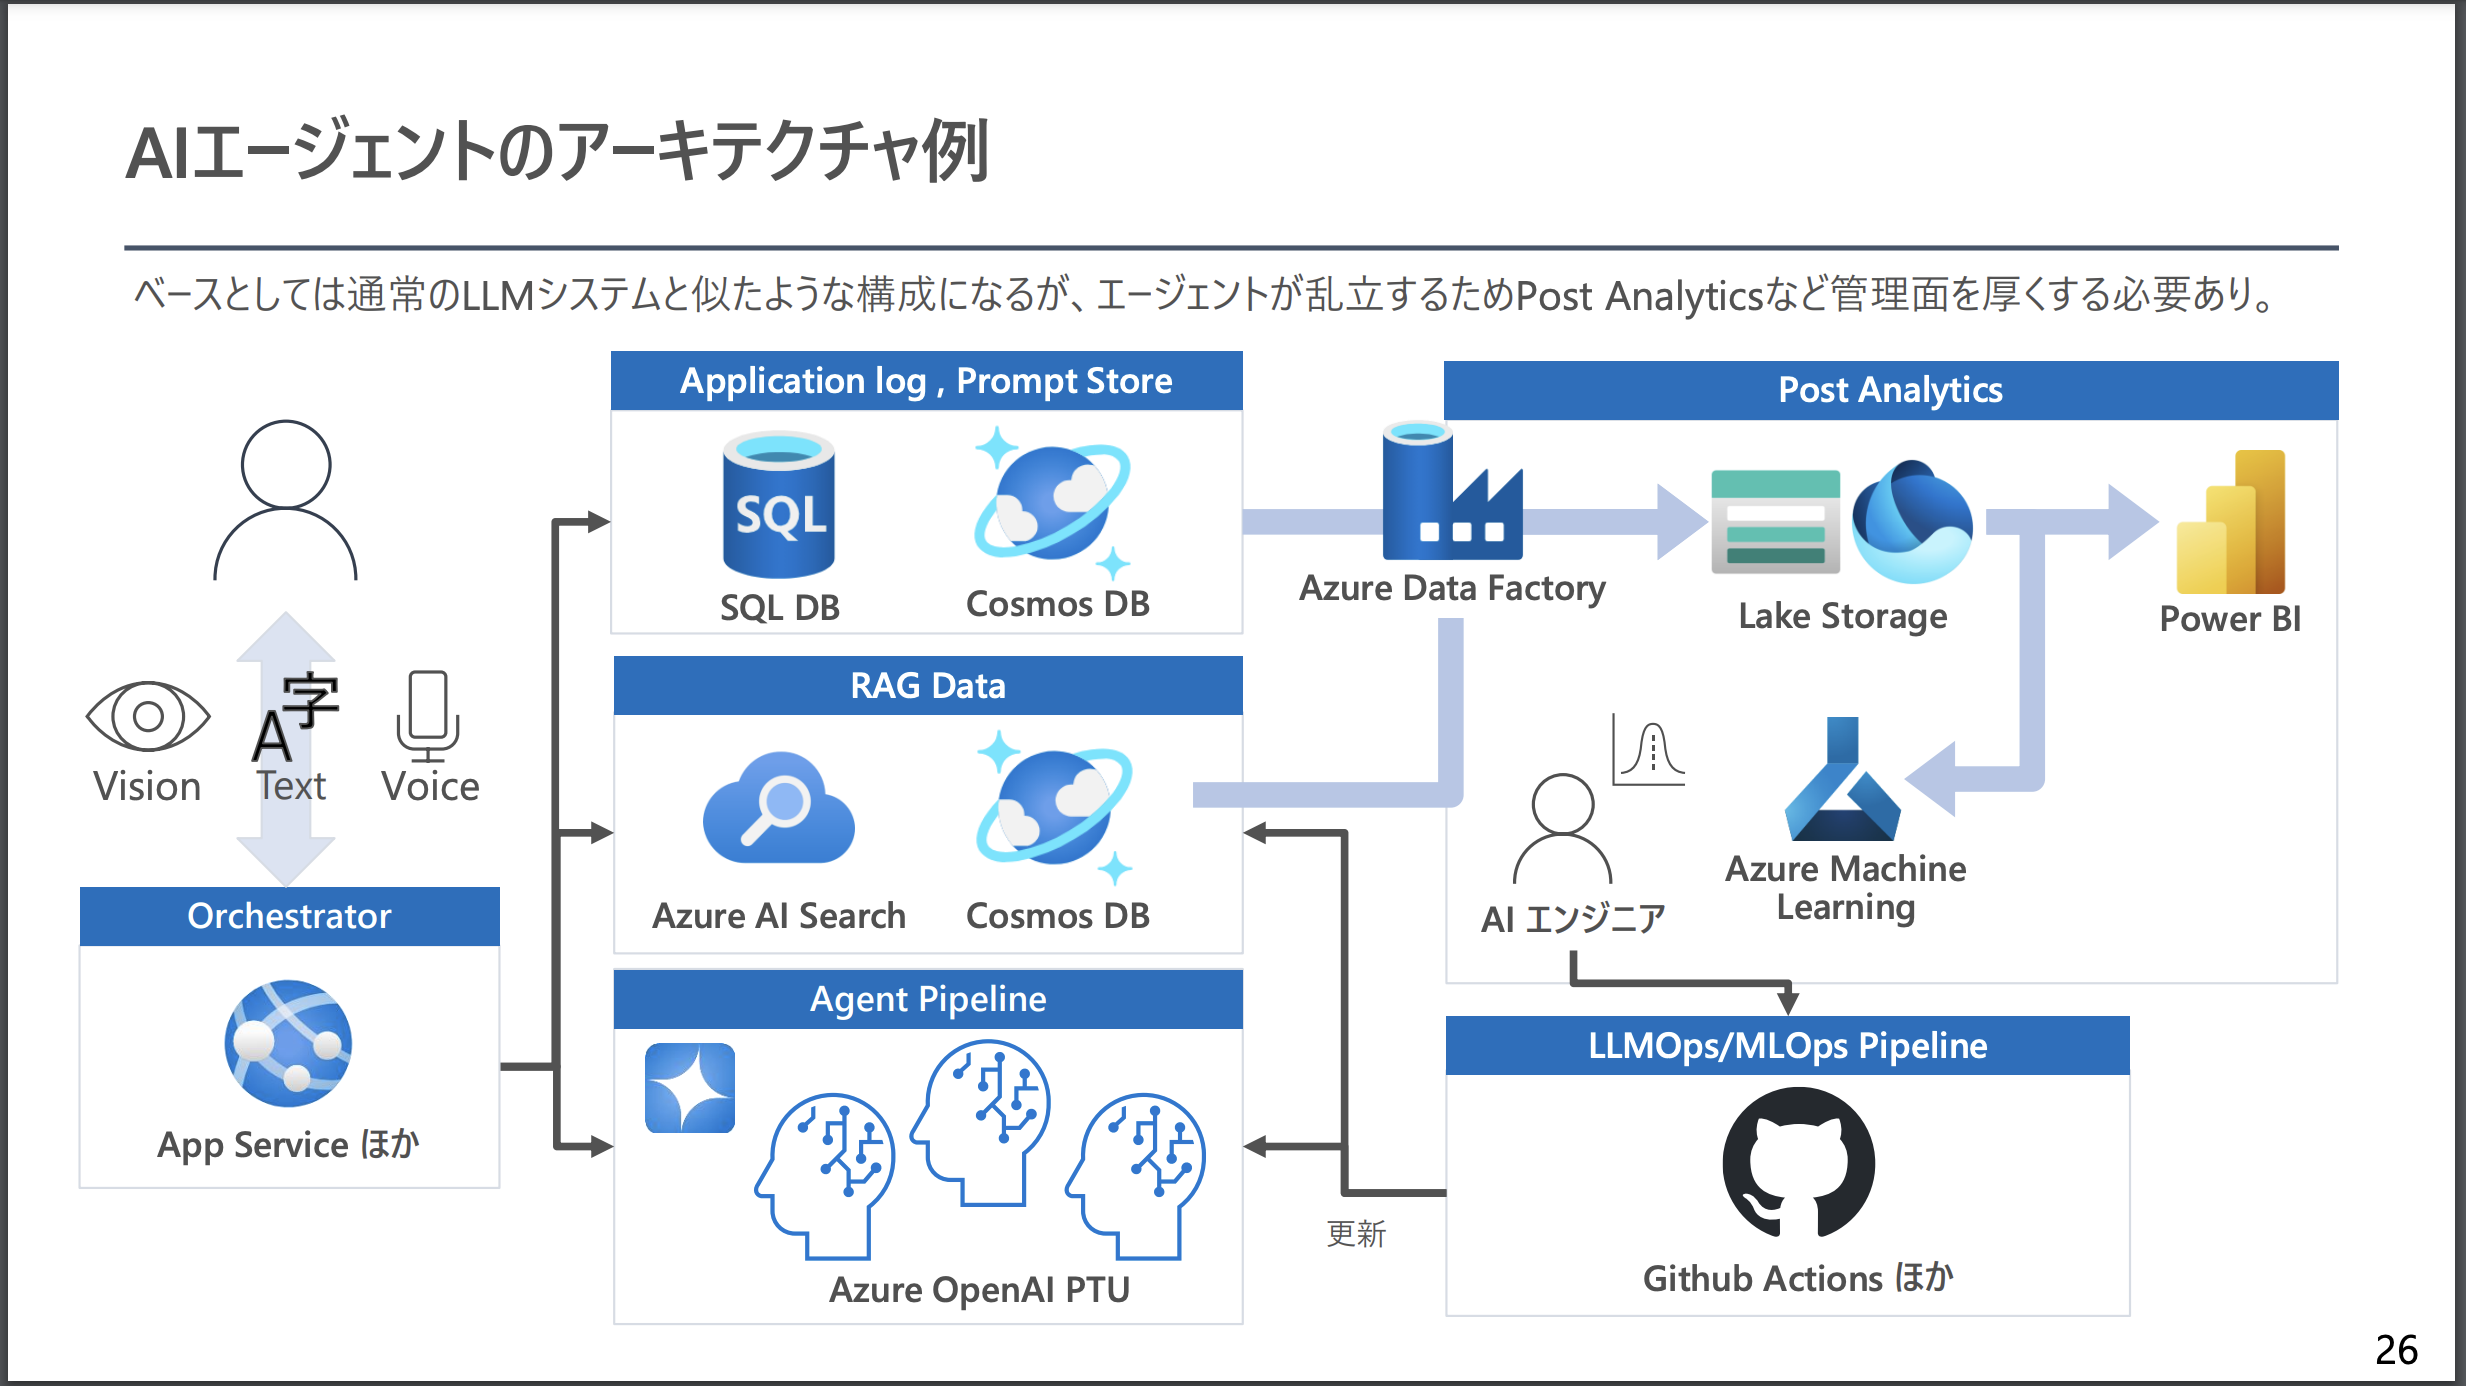 AIエージェントのアーキテクチャ例
ベースとしては通常のLLMシステムと似たような構成になるが、エージェントが乱立するためPost Analyticsなど管理面を厚くする必要あり。
A字
Vision
Text
Voice
Orchestrator
App Service ほか
Application log , Prompt Store
SQL
SQL DB
Cosmos DB
RAG Data
Azure AI Search
Cosmos DB
Agent Pipeline
Azure OpenAI PTU
Azure Data Factory
Post Analytics
Lake Storage
Power BI
AI エンジニア
Azure Machine
Learning
LLMOps/MLOps Pipeline
Github Actions ほか
更新
26